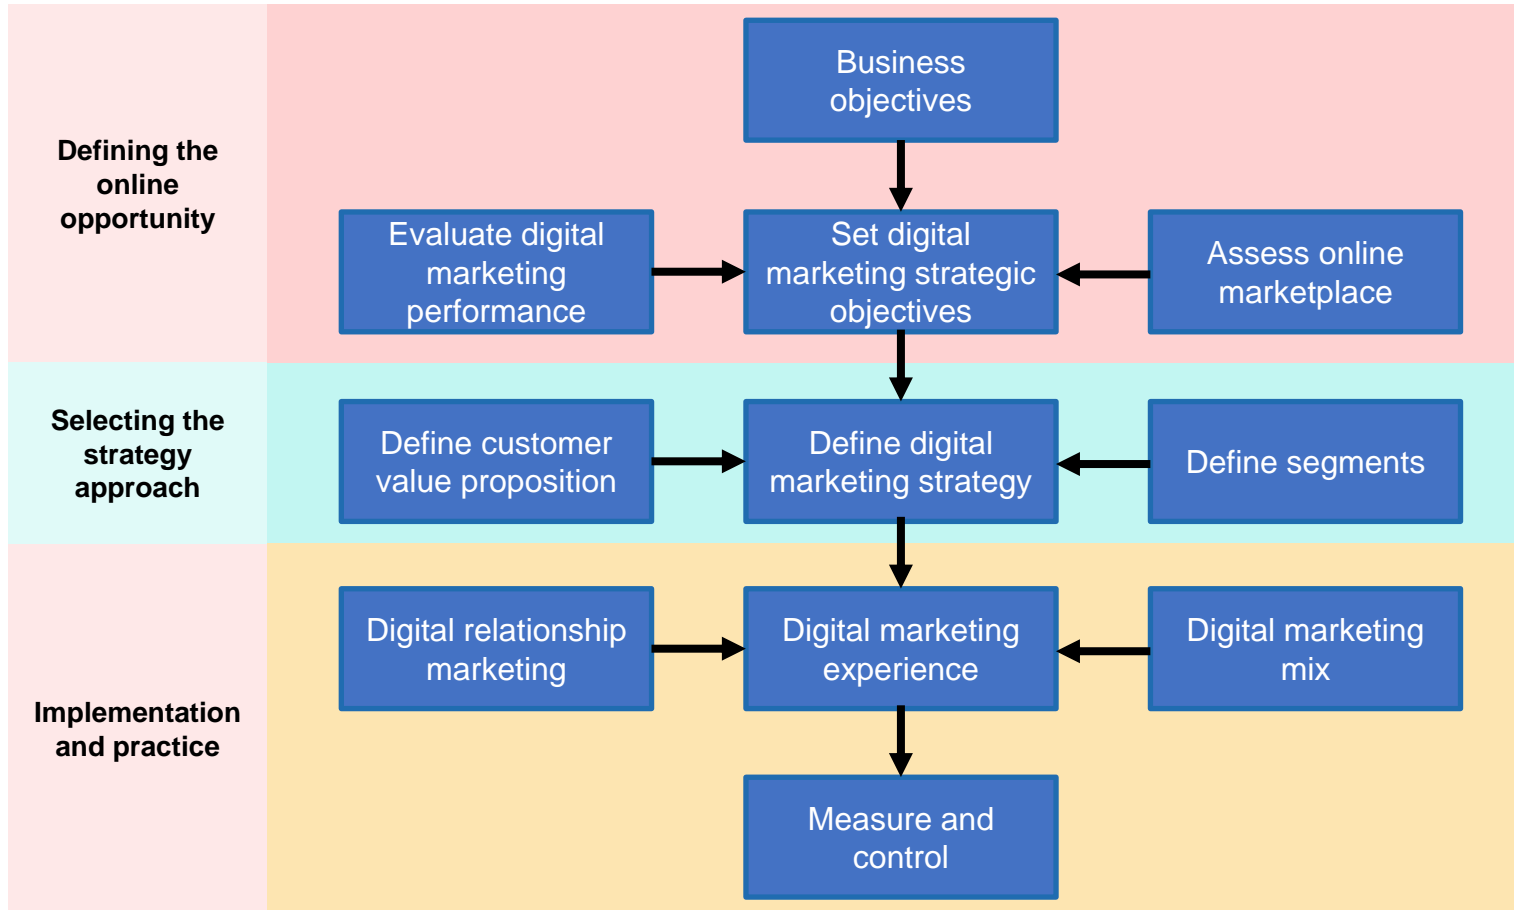 Defining the
online
opportunity
Business
objectives
Evaluate digital
marketing
performance
Set digital
marketing strategic
objectives
Assess online
marketplace
Selecting the
strategy
approach
Define customer
value proposition
Define digital
marketing strategy
Define segments
Implementation
and practice
Digital relationship
marketing
Digital marketing
experience
Digital marketing
mix
Measure and
control